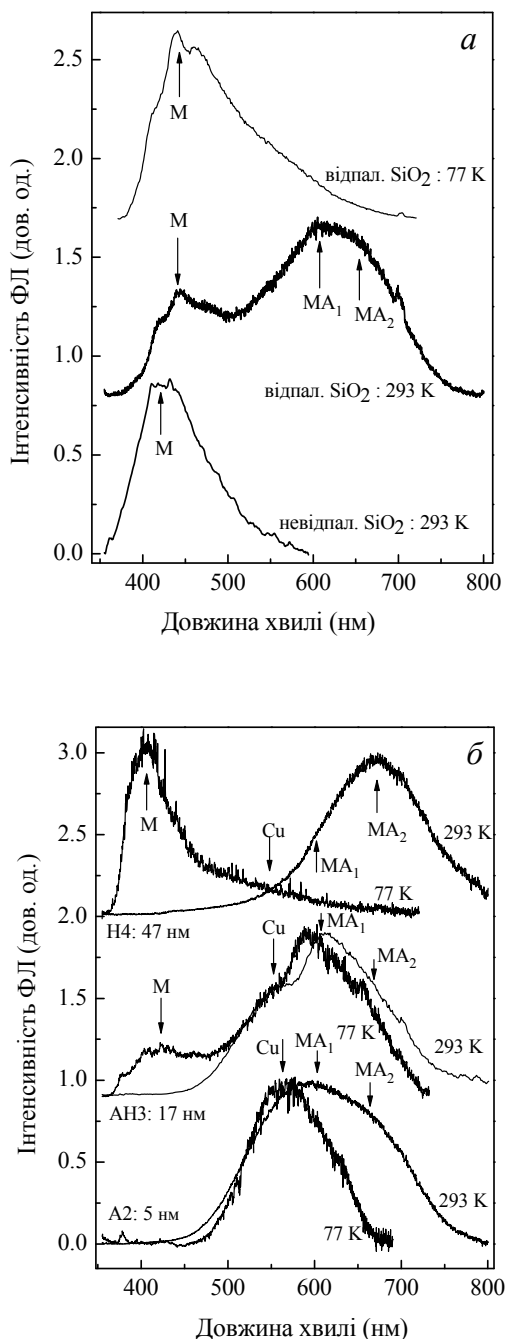 а
2.5
M
відпал. SiO2 : 77 K
2.0
M
1.5
MA1
MA2
1.0
відпал. SiO2 : 293 K
0.5
M
невідпал. SiO2 : 293 K
0.0
400 500 600 700 800
Довжина хвилі (нм)
Інтенсивність ФЛ (дов. од.)
б
3.0
M
Cu
MA2
293 K
2.5
MA1
77 K
2.0
H4: 47 нм
Cu
MA1
MA2
M
1.5
77 K
293 K
1.0
AH3: 17 нм
Cu
MA1
MA2
0.5
A2: 5 нм
293 K
77 K
0.0
400 500 600 700 800
Довжина хвилі (нм)
Інтенсивність ФЛ (дов. од.)